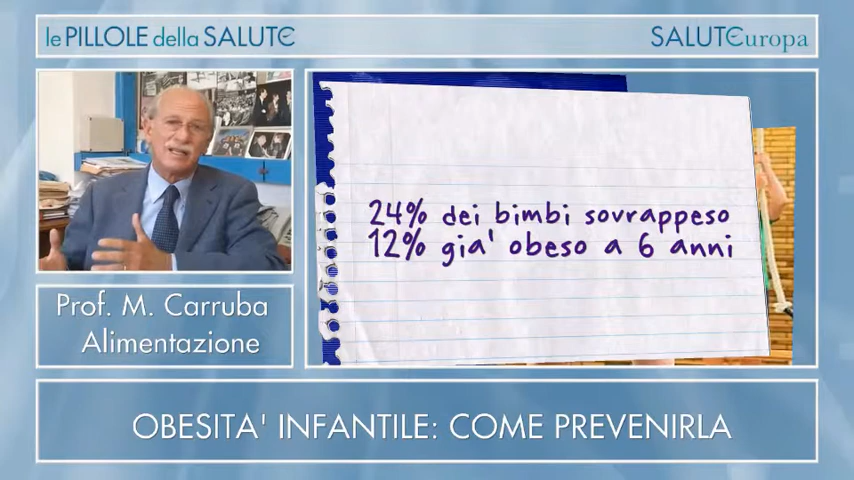 le PILLOLE della SALUTE
SALUTEuropa
24% dei bimbi sovrappeso
12% gia' obeso a 6 anni
Prof. M. Carruba
Alimentazione
OBESITA' INFANTILE: COME PREVENIRLA